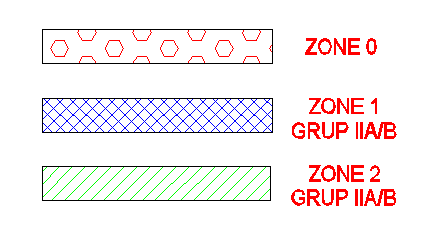 ZONE 0
ZONE 1
GRUP IIA/B
ZONE 2
GRUP IIA/B